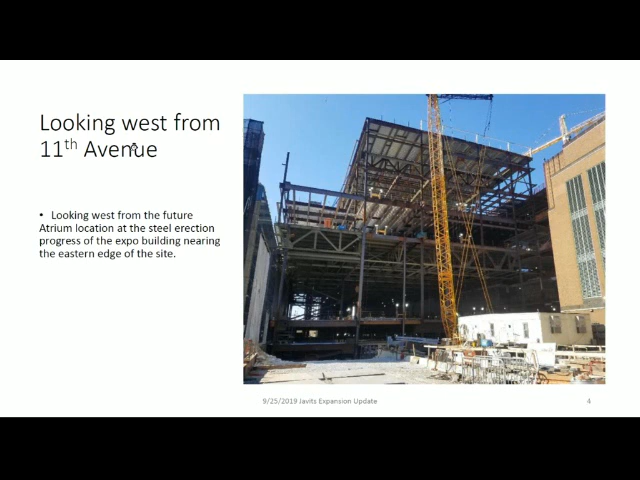 Looking west from
11th Avenue
• Looking west from the future
Atrium location at the steel erection
progress of the expo building nearing
the eastern edge of the site.
9/25/2019 Javits Expansion Update
4